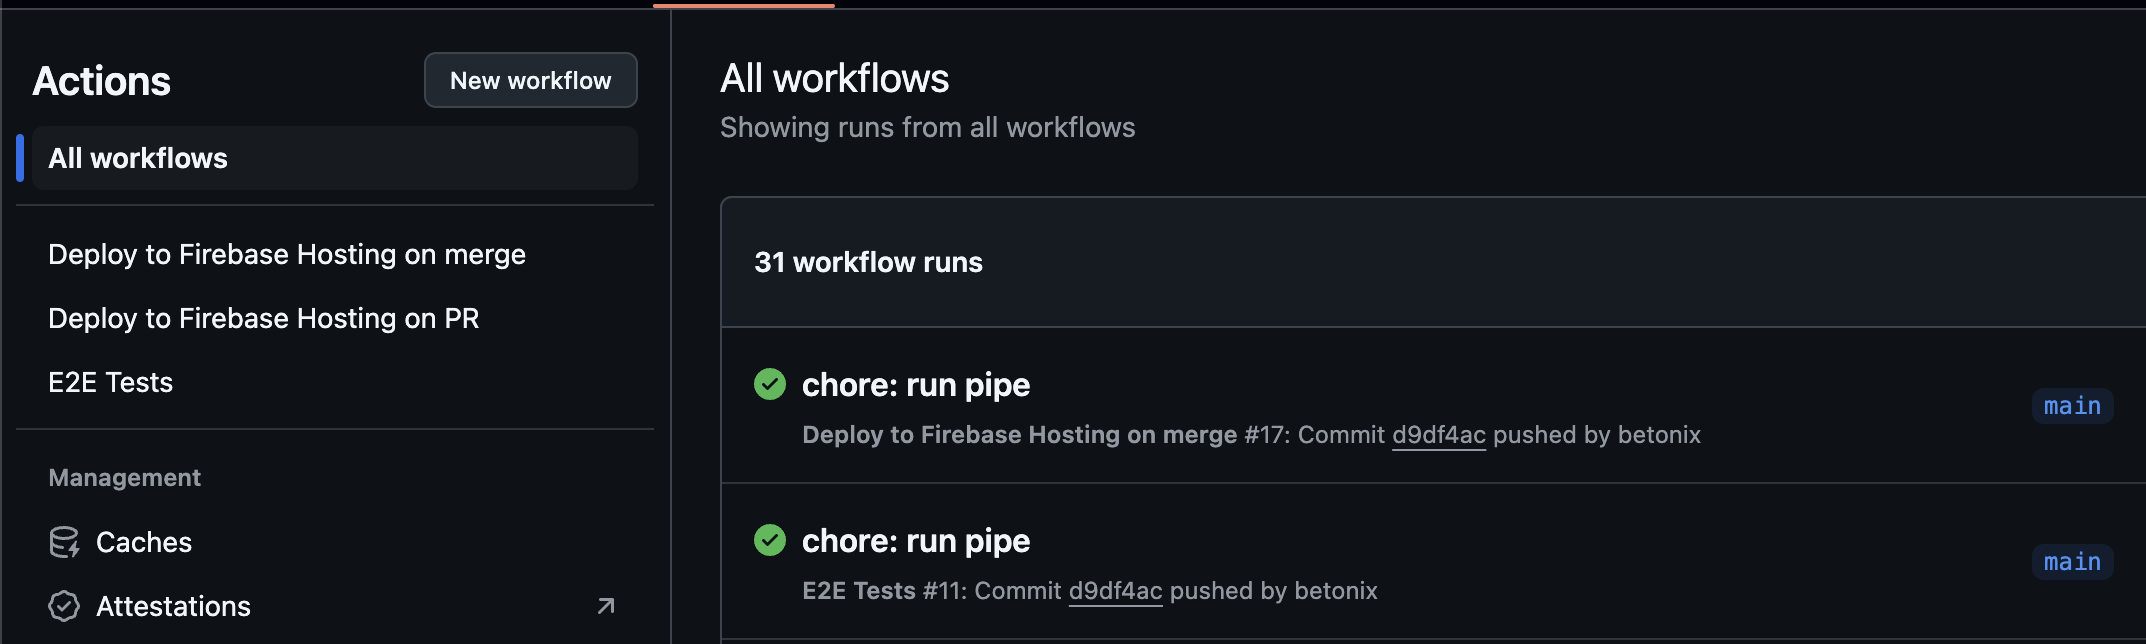 Actions
New workflow
All workflows
Deploy to Firebase Hosting on merge
Deploy to Firebase Hosting on PR
E2E Tests
Management
Caches
Attestations
All workflows
Showing runs from all workflows
31 workflow runs
chore: run pipe
Deploy to Firebase Hosting on merge #17: Commit d9df4ac pushed by betonix
main
chore: run pipe
E2E Tests #11: Commit d9df4ac pushed by betonix
main